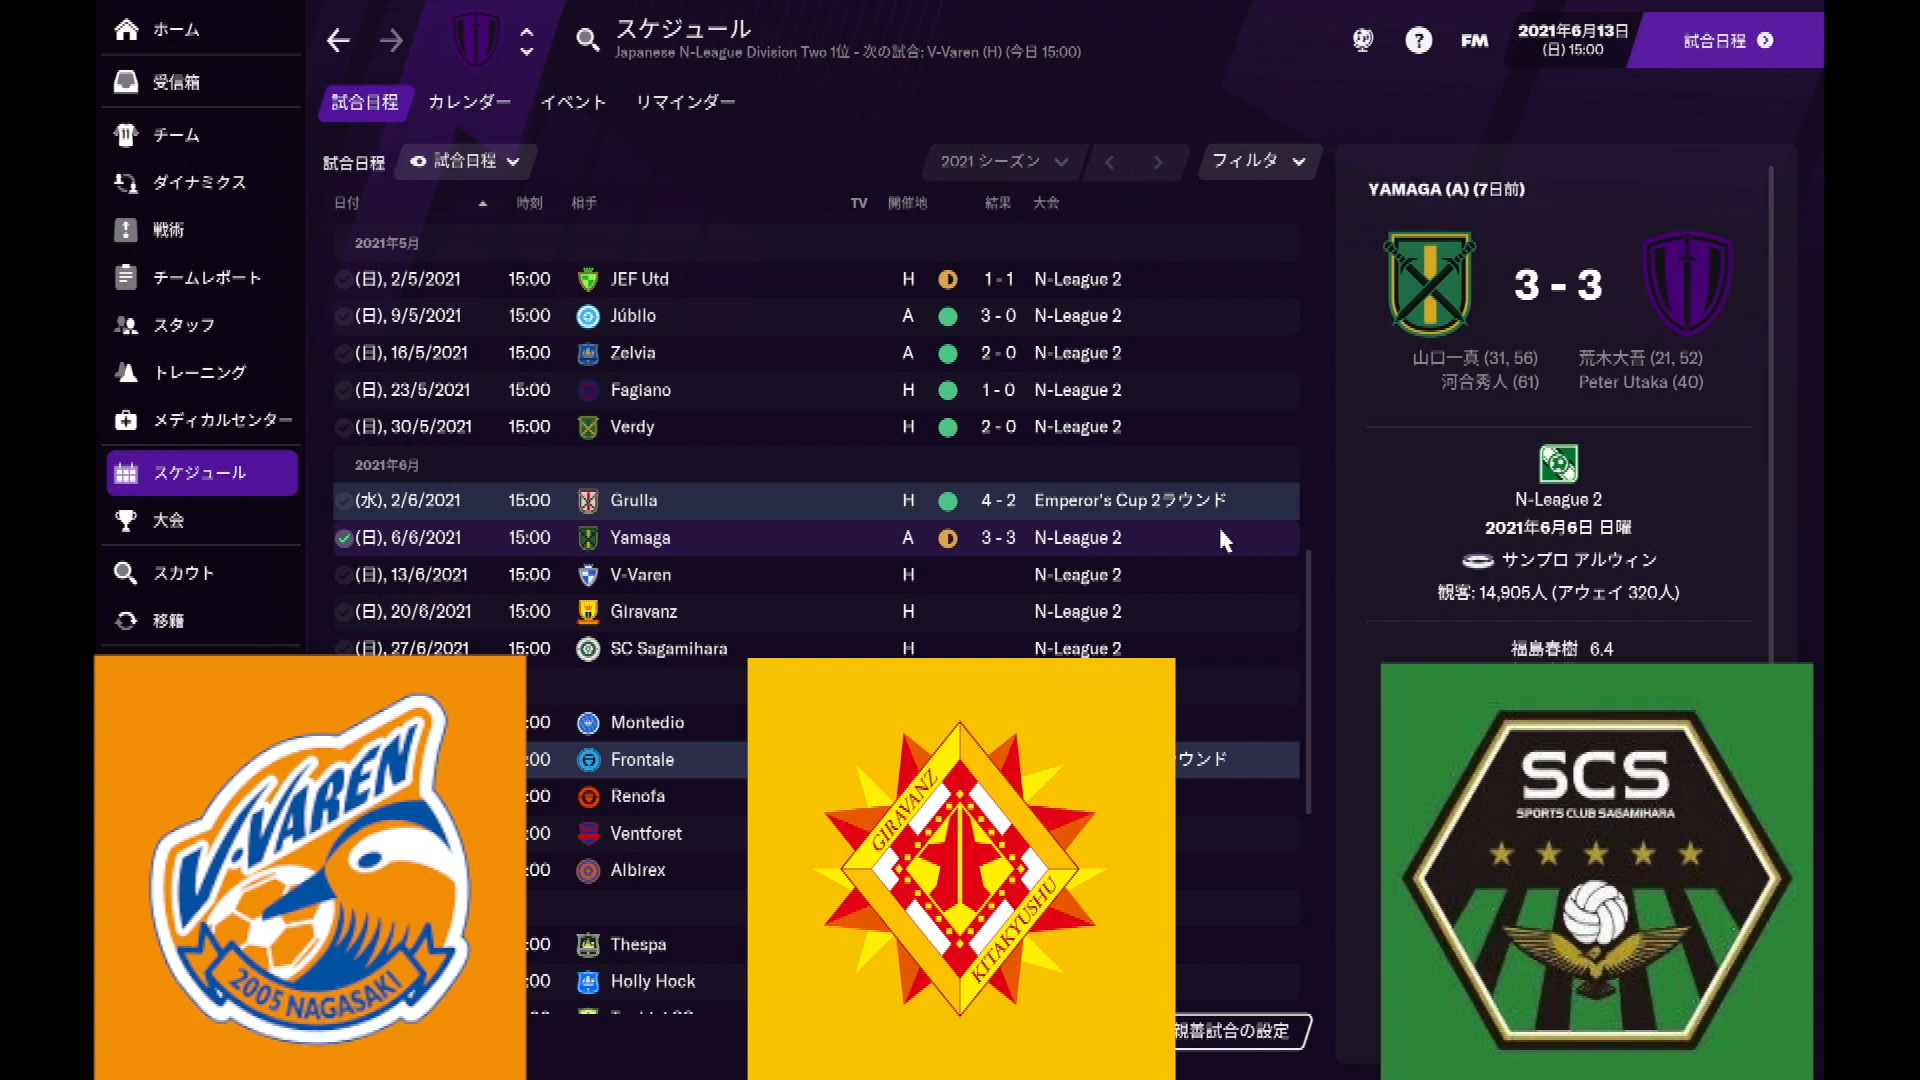 ホーム
受信箱
チーム
ダイナミクス
戦術
チームレポート
スタッフ
トレーニング
メディカルセンター
スケジュール
大会
スカウト
移籍
スケジュール
Japanese N-League Division Two 1位 - 次の試合: V-Varen (H) (今日 15:00)
?
FM
2021年6月13日
(日) 15:00
試合日程
試合日程 カレンダー イベント リマインダー
試合日程 試合日程 2021 シーズン フィルタ
日付 時刻 相手 TV 開催地 結果 大会
2021年5月
(日), 2/5/2021 15:00 JEF Utd H 1 - 1 N-League 2
(日), 9/5/2021 15:00 Júbilo A 3 - 0 N-League 2
(日), 16/5/2021 15:00 Zelvia A 2 - 0 N-League 2
(日), 23/5/2021 15:00 Fagiano H 1 - 0 N-League 2
(日), 30/5/2021 15:00 Verdy H 2 - 0 N-League 2
2021年6月
(水), 2/6/2021 15:00 Grulla H 4 - 2 Emperor's Cup 2ラウンド
(日), 6/6/2021 15:00 Yamaga A 3 - 3 N-League 2
(日), 13/6/2021 15:00 V-Varen H N-League 2
(日), 20/6/2021 15:00 Giravanz H N-League 2
(日), 27/6/2021 15:00 SC Sagamihara H N-League 2
:00 Montedio
:00 Frontale ウンド
:00 Renofa
:00 Ventforet
:00 Albirex
:00 Thespa
:00 Holly Hock
親善試合の設定
YAMAGA (A) (7日前)
3 - 3
山口一真 (31, 56) 荒木大吾 (21, 52)
河合秀人 (61) Peter Utaka (40)
N-League 2
2021年6月6日 日曜
サンプロ アルウィン
観客: 14,905人 (アウェイ 320人)
福島春樹 6.4
V-VAREN
2005 NAGASAKI
GIRAVANZ
KITAKYUSHU
SCS
SPORTS CLUB SAGAMIHARA